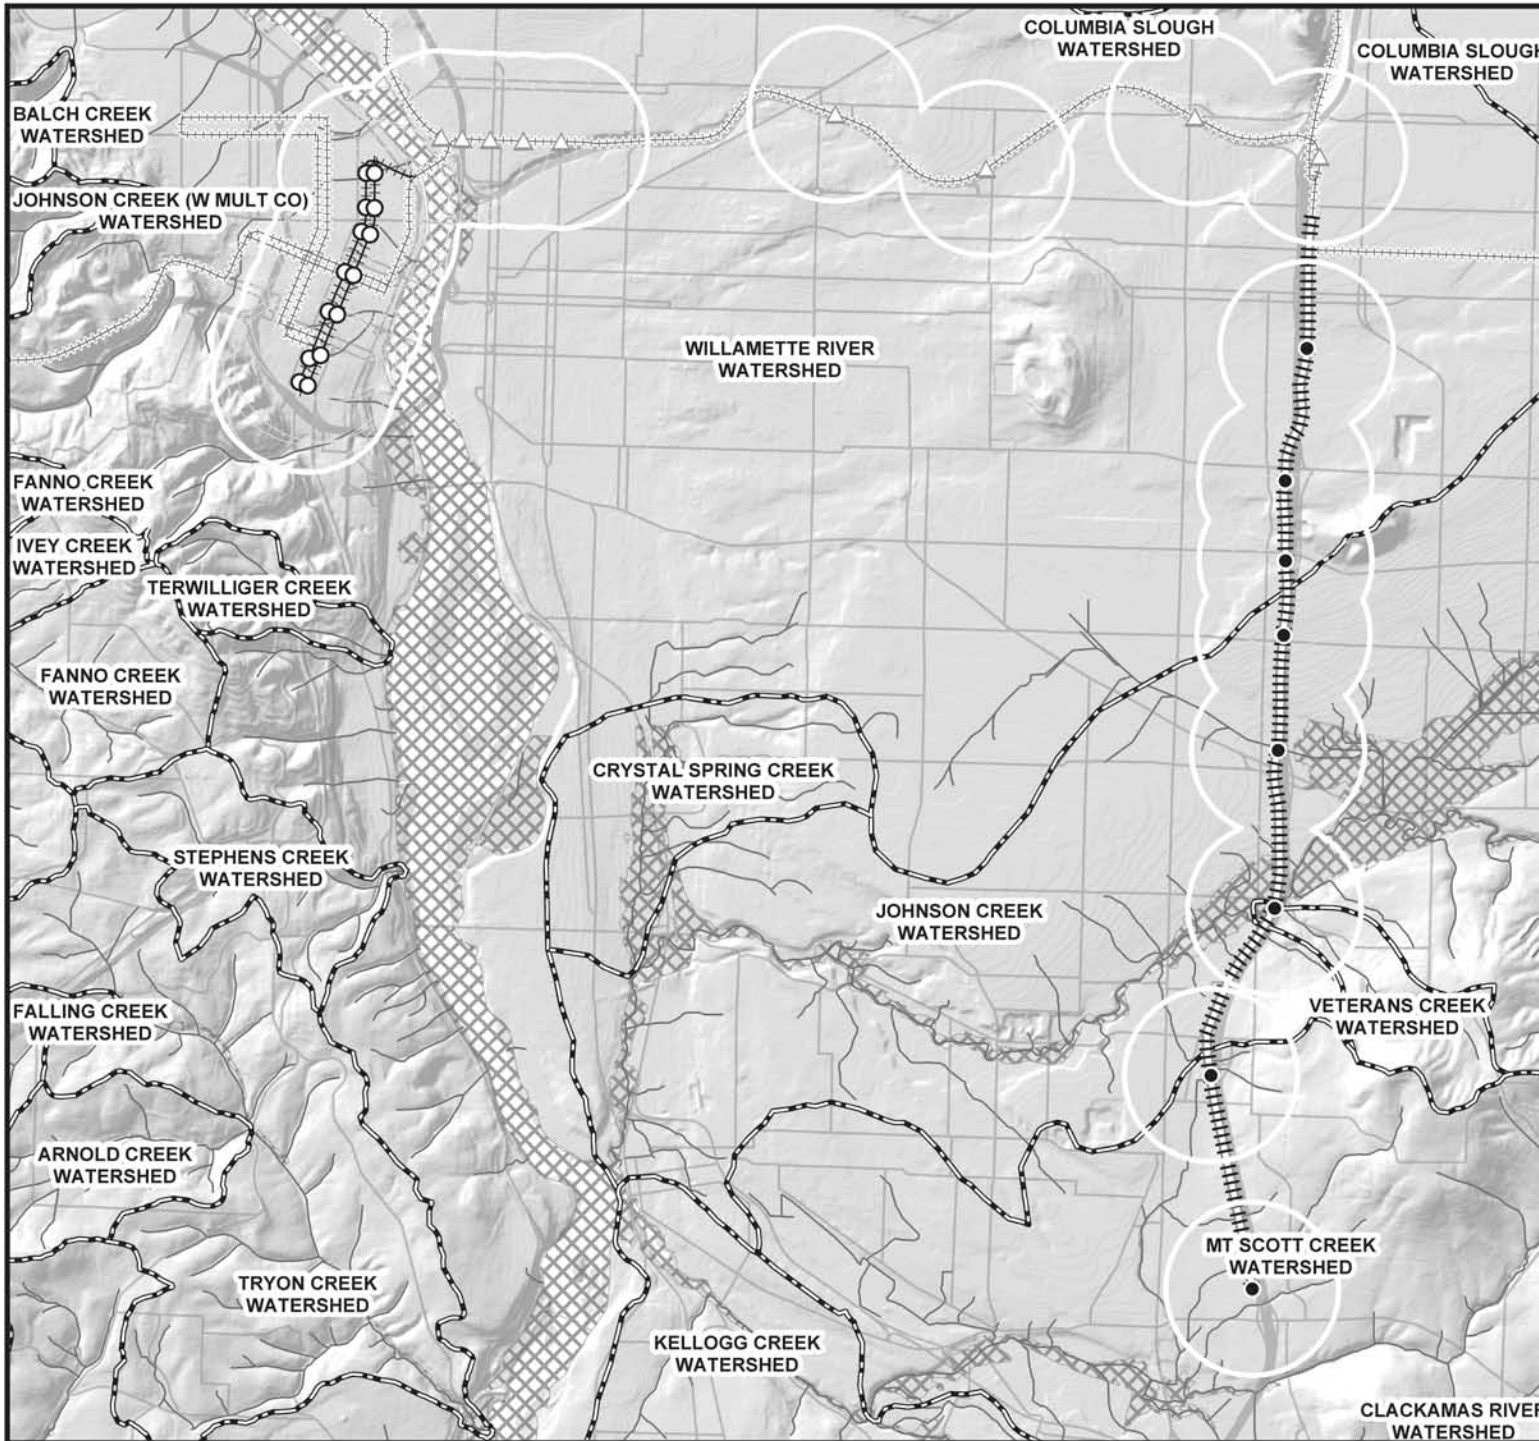 COLUMBIA SLOUGH
WATERSHED
COLUMBIA SLOUGH
WATERSHED
BALCH CREEK
WATERSHED
JOHNSON CREEK (W MULT CO)
WATERSHED
WILLAMETTE RIVER
WATERSHED
FANNO CREEK
WATERSHED
IVEY CREEK
WATERSHED
TERWILLIGER CREEK
WATERSHED
FANNO CREEK
WATERSHED
CRYSTAL SPRING CREEK
WATERSHED
STEPHENS CREEK
WATERSHED
JOHNSON CREEK
WATERSHED
FALLING CREEK
WATERSHED
VETERANS CREEK
WATERSHED
ARNOLD CREEK
WATERSHED
MT SCOTT CREEK
WATERSHED
TRYON CREEK
WATERSHED
KELLOGG CREEK
WATERSHED
CLACKAMAS RIVER
WATERSHED